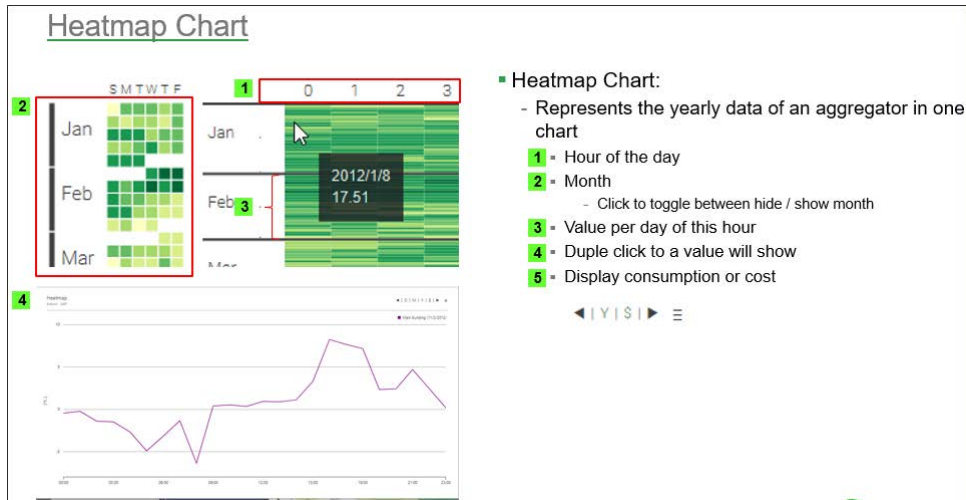 Heatmap Chart
S M T W T F
1
0 1 2 3
2
Jan
Feb
Mar
Jan
Feb
3
Mar
2012/1/8
17.51
4
Heatmap
Heatmap Chart:
- Represents the yearly data of an aggregator in one
chart
1 Hour of the day
2 Month
- Click to toggle between hide / show month
3 Value per day of this hour
4 Duple click to a value will show
5 Display consumption or cost
◀ | Y | $ | ▶ ☰